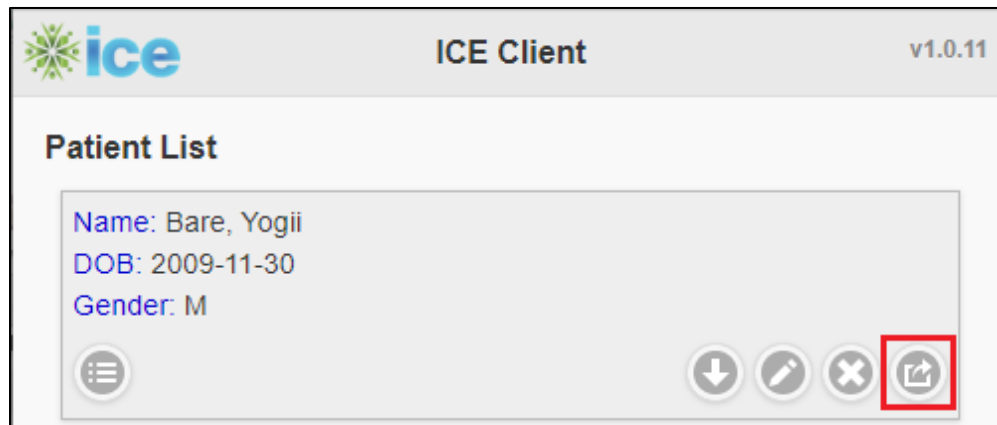 ice
ICE Client
v1.0.11
Patient List
Name: Bare, Yogii
DOB: 2009-11-30
Gender: M